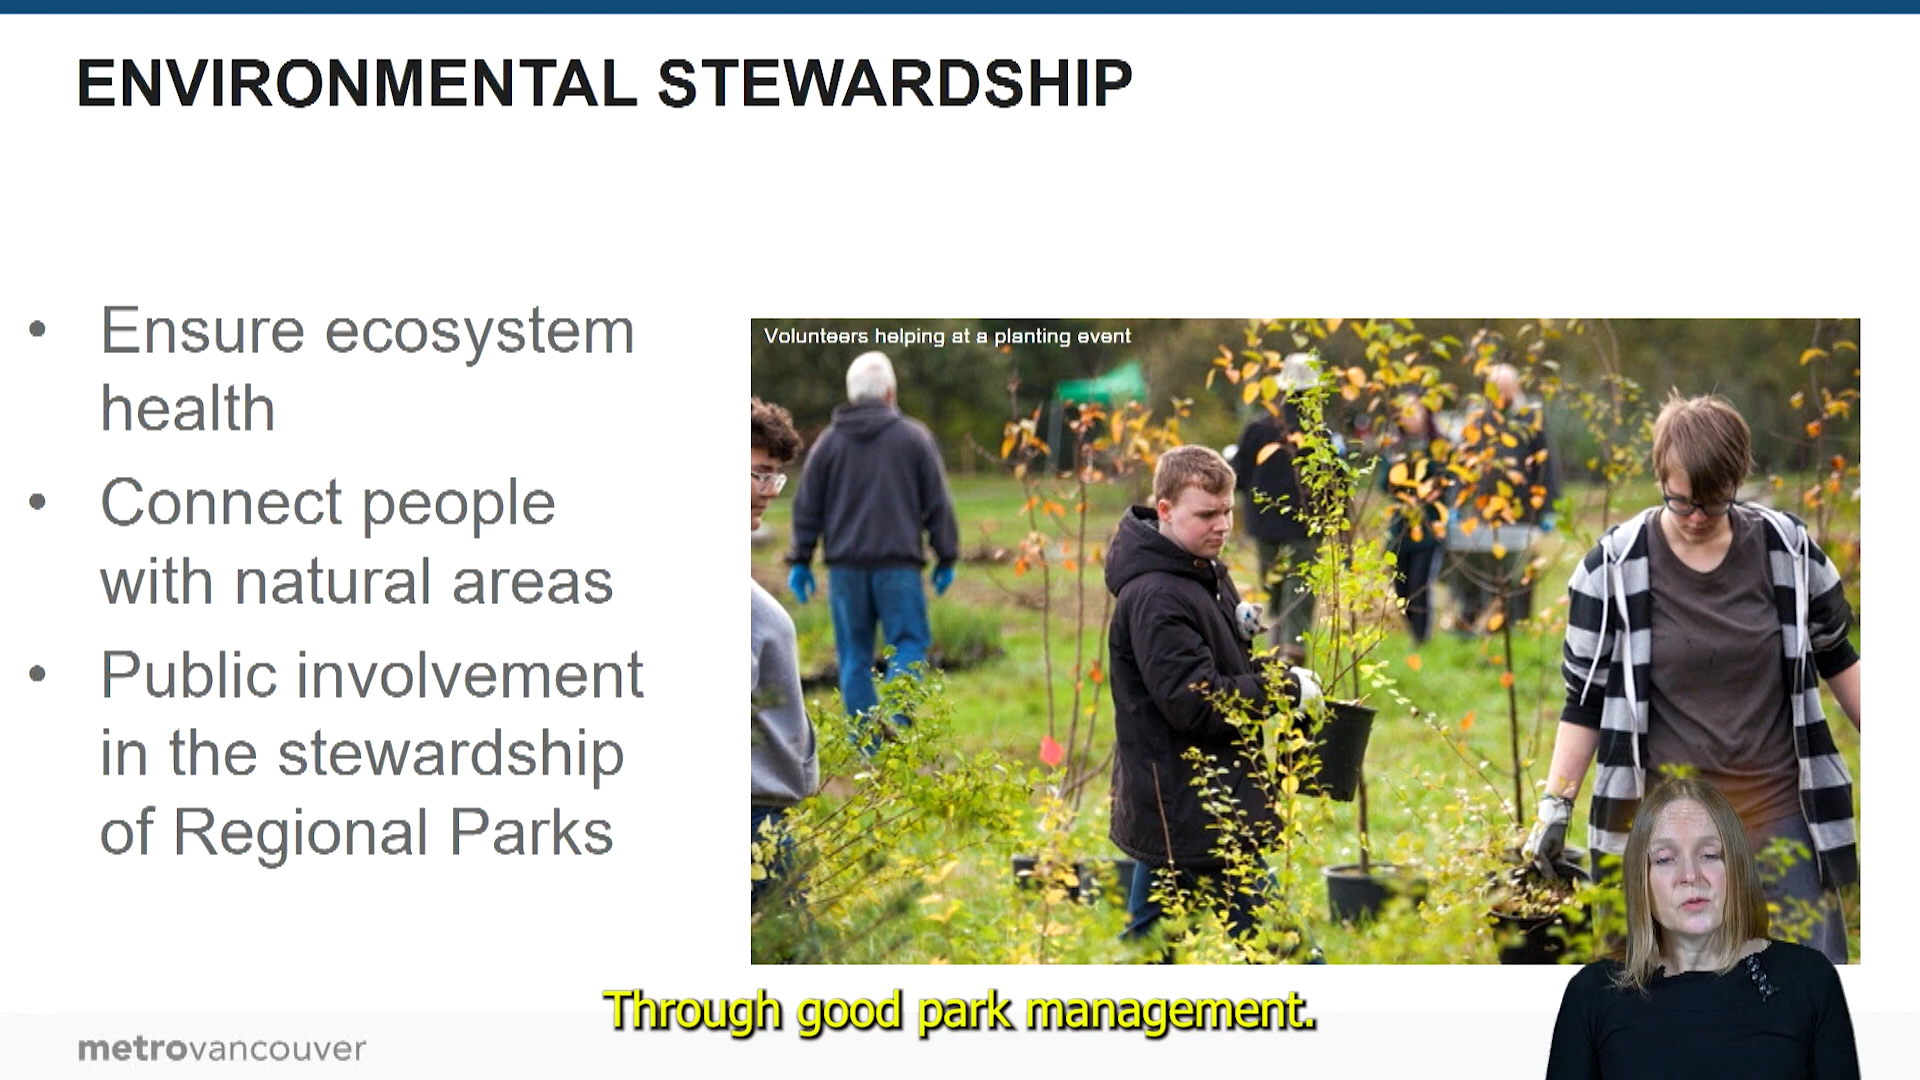 ENVIRONMENTAL STEWARDSHIP
• Ensure ecosystem
health
• Connect people
with natural areas
• Public involvement
in the stewardship
of Regional Parks
Volunteers helping at a planting event
Through good park management.
metrovancouver